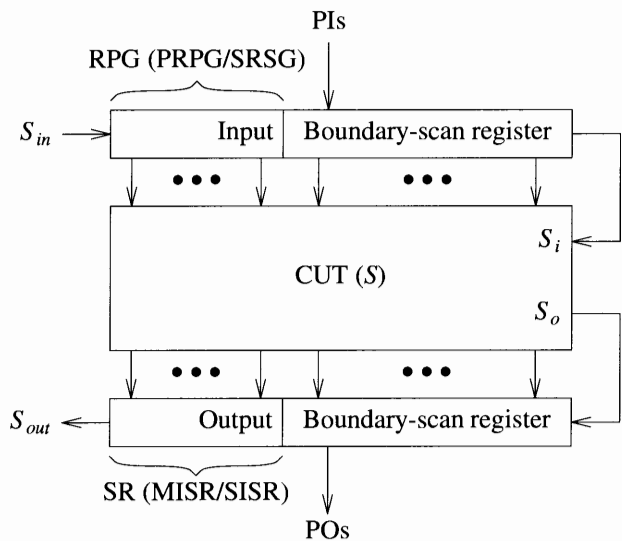 PIs
RPG (PRPG/SRSG)
S_in Input Boundary-scan register
S_i
CUT (S)
S_o
S_out Output Boundary-scan register
SR (MISR/SISR)
POs